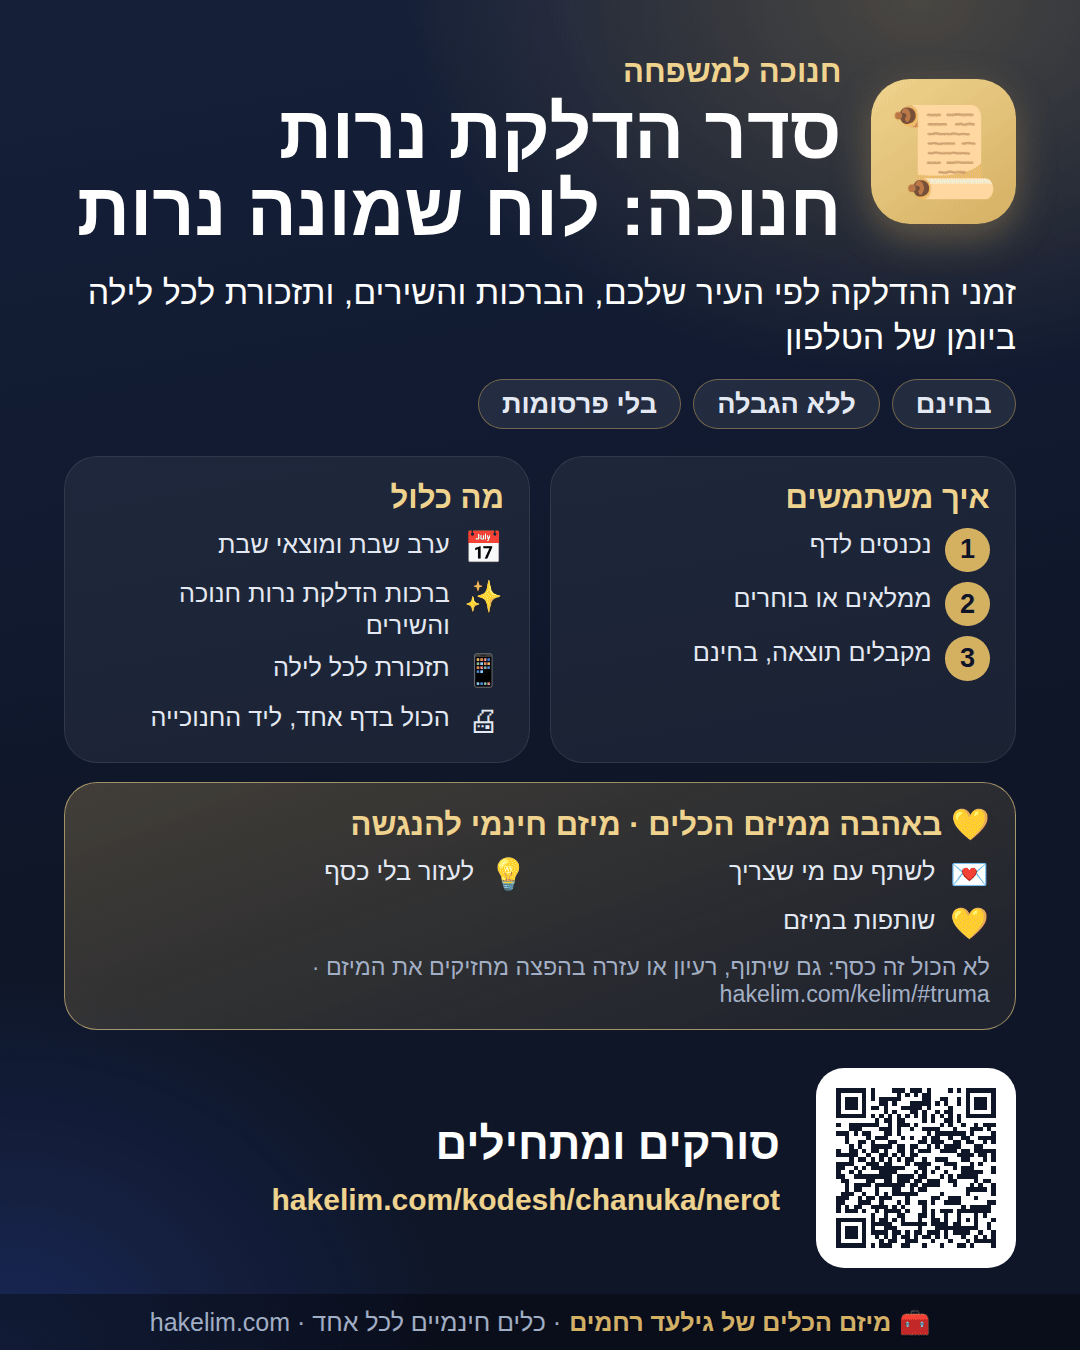 חנוכה למשפחה
סדר הדלקת נרות
חנוכה: לוח שמונה נרות
זמני ההדלקה לפי העיר שלכם, הברכות והשירים, ותזכורת לכל לילה
ביומן של הטלפון
בחינם
ללא הגבלה
בלי פרסומות
איך משתמשים
1 נכנסים לדף
2 ממלאים או בוחרים
3 מקבלים תוצאה, בחינם
מה כלול
July 17 ערב שבת ומוצאי שבת
ברכות הדלקת נרות חנוכה
והשירים
תזכורת לכל לילה
הכול בדף אחד, ליד החנוכייה
באהבה ממיזם הכלים · מיזם חינמי להנגשה
לשתף עם מי שצריך
לעזור בלי כסף
שותפות במיזם
לא הכול זה כסף: גם שיתוף, רעיון או עזרה בהפצה מחזיקים את המיזם ·
hakelim.com/kelim/#truma
סורקים ומתחילים
hakelim.com/kodesh/chanuka/nerot
מיזם הכלים של גילעד רחמים · כלים חינמיים לכל אחד · hakelim.com